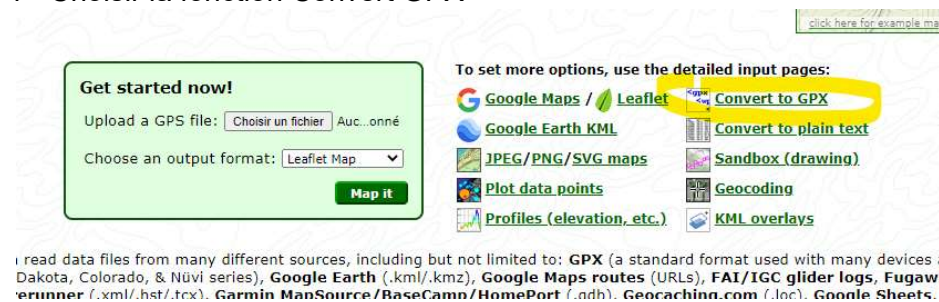 click here for example ma
To set more options, use the detailed input pages:
Get started now!
Upload a GPS file: Choisir un fichier Auc...onné
Choose an output format: Leaflet Map
Map it
Google Maps / Leaflet
Convert to GPX
Google Earth KML
Convert to plain text
JPEG/PNG/SVG maps
Sandbox (drawing)
Plot data points
Geocoding
Profiles (elevation, etc.)
KML overlays
read data files from many different sources, including but not limited to: GPX (a standard format used with many devices
Dakota, Colorado, & Nüvi series), Google Earth (.kml/.kmz), Google Maps routes (URLs), FAI/IGC glider logs, Fugaw
rerunner (.xml/.hst/.tcx), Garmin MapSource/BaseCamp/HomePort (.gdb), Geocaching.com (.loc), Google Sheets,